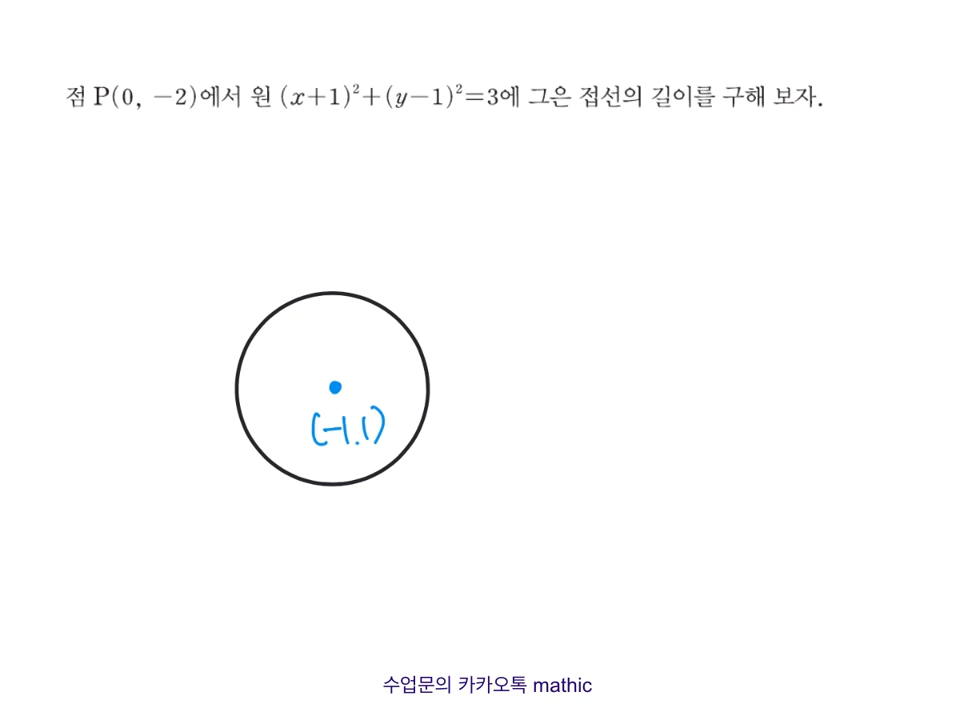 점 P(0, −2)에서 원 (x+1)²+(y−1)²=3에 그은 접선의 길이를 구해 보자.
(-1.1)
수업문의 카카오톡 mathic